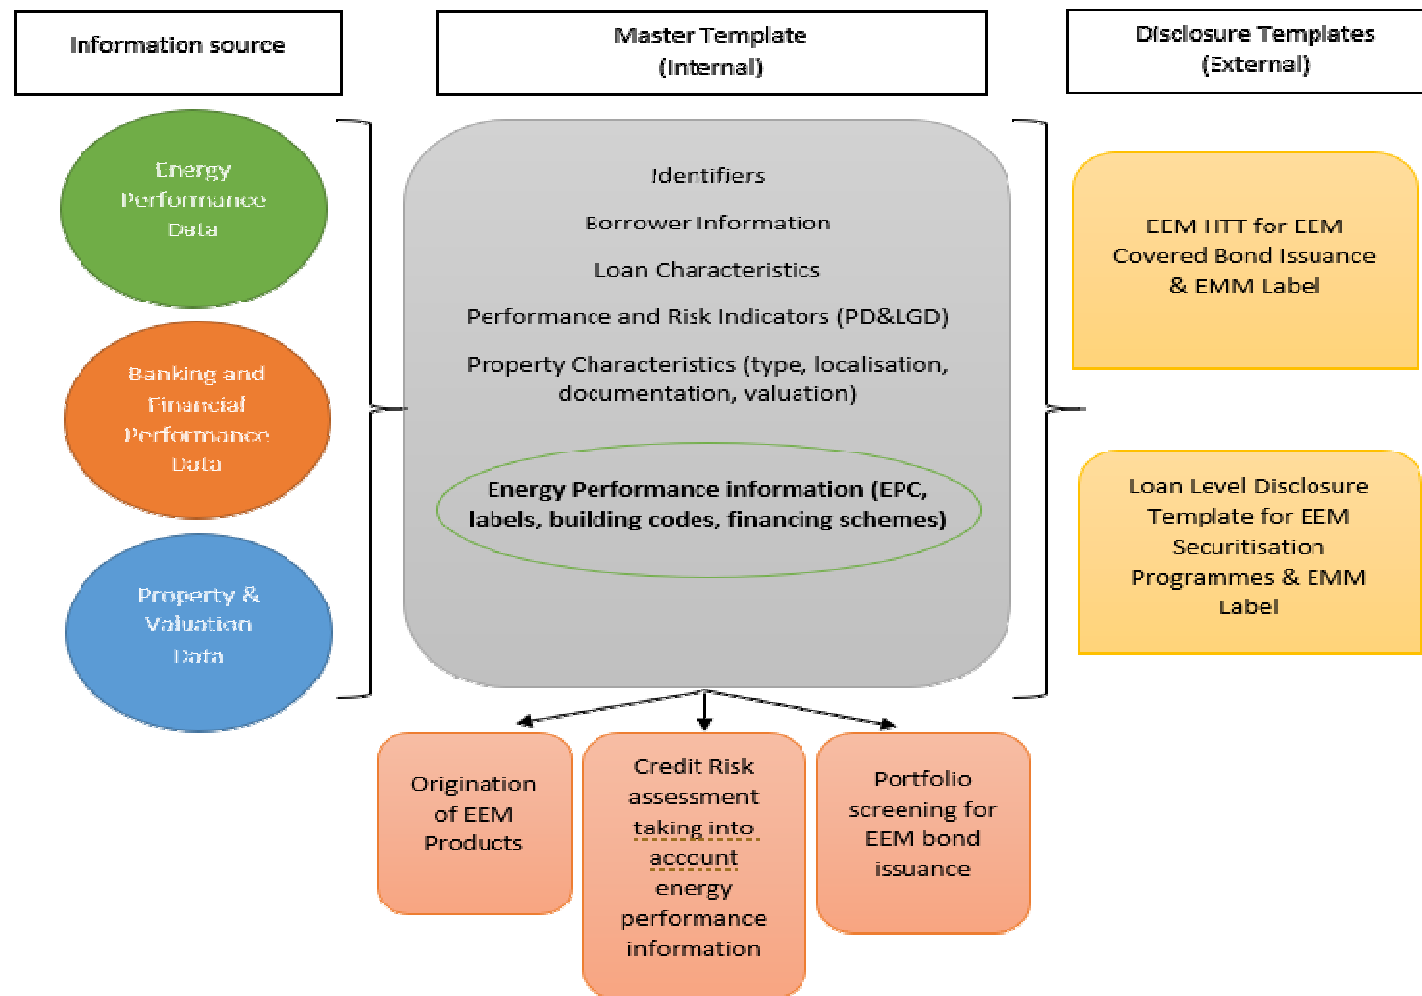 Information source
Master Template
(Internal)
Disclosure Templates
(External)
Energy
Performance
Data
Banking and
Financial
Performance
Data
Property &
Valuation
Data
Identifiers
Borrower Information
Loan Characteristics
Performance and Risk Indicators (PD&LGD)
Property Characteristics (type, localisation,
documentation, valuation)
Energy Performance information (EPC,
labels, building codes, financing schemes)
EEM HTT for EEM
Covered Bond Issuance
& EMM Label
Loan Level Disclosure
Template for EEM
Securitisation
Programmes & EMM
Label
Origination
of EEM
Products
Credit Risk
assessment
taking into
account
energy
performance
information
Portfolio
screening for
EEM bond
issuance